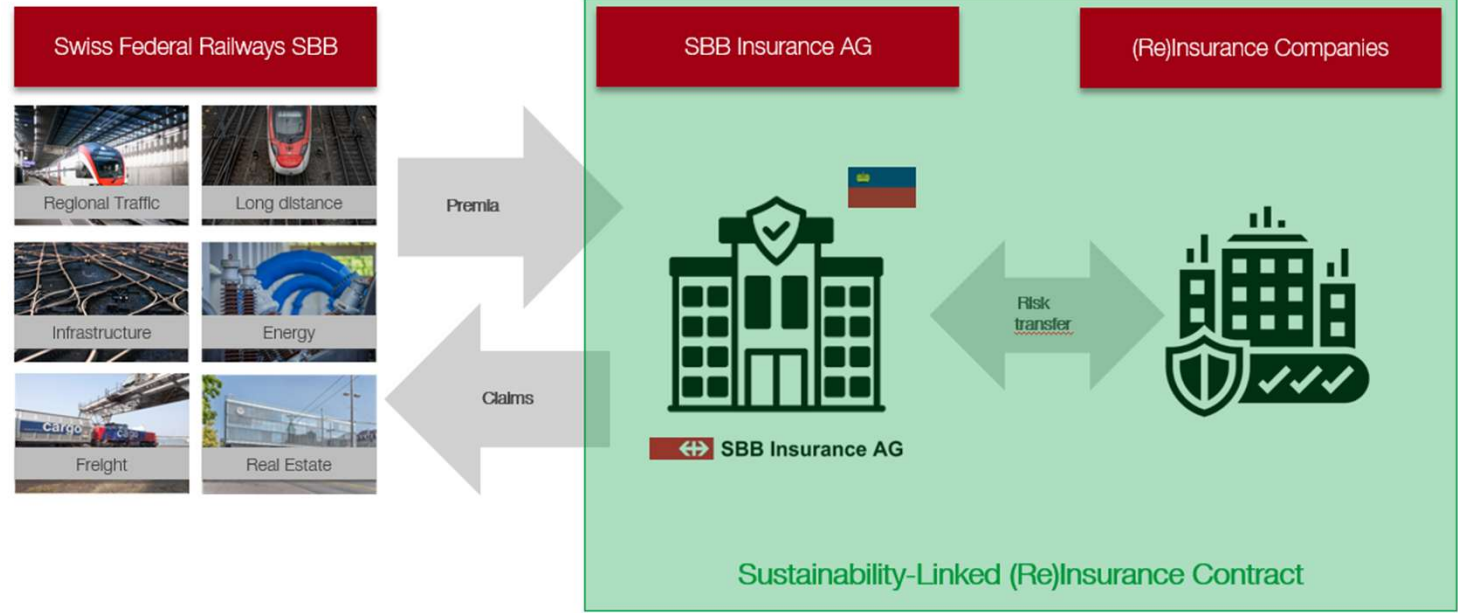 Swiss Federal Railways SBB
SBB Insurance AG
(Re)Insurance Companies
Regional Traffic
Long distance
Premia
Infrastructure
Energy
Risk
transfer
Claims
cargo
Freight
Real Estate
SBB Insurance AG
Sustainability-Linked (Re)Insurance Contract